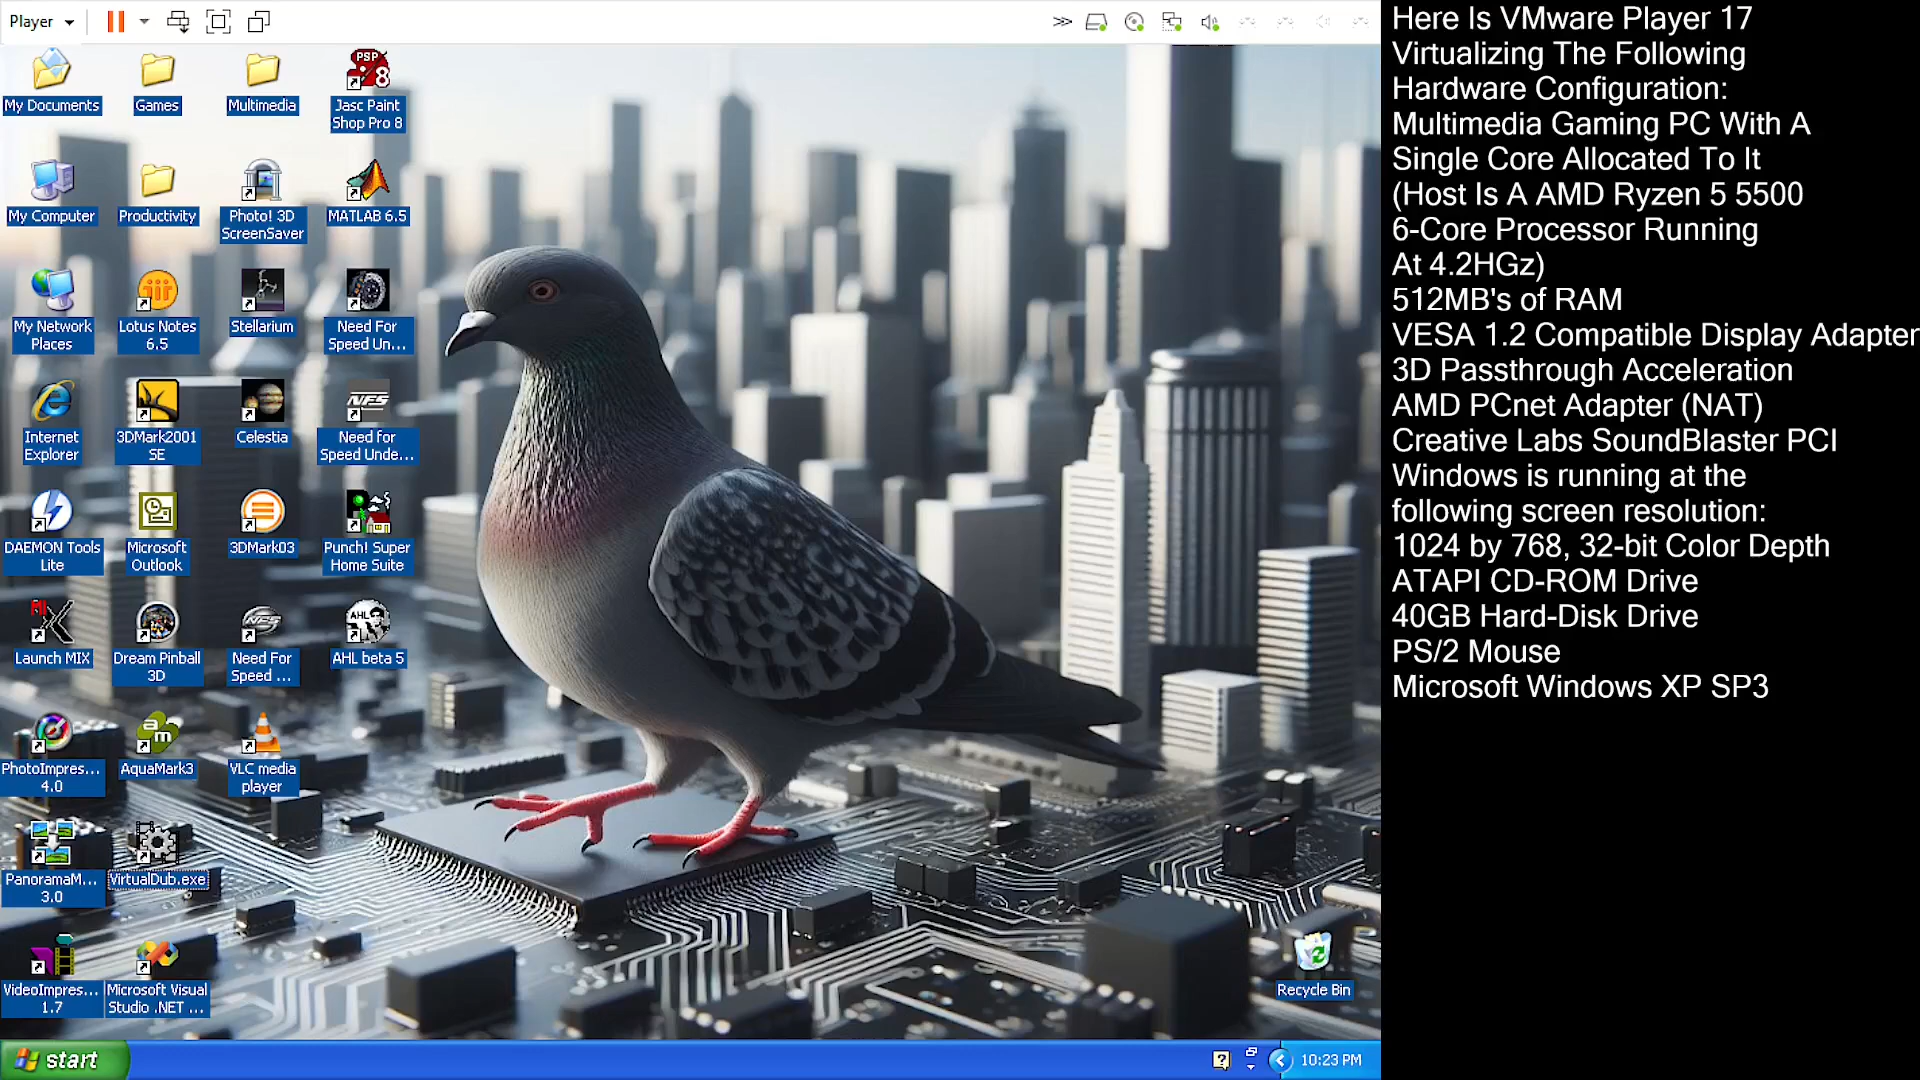 Player
My Documents
Games
Multimedia
PSP
8
Jasc Paint
Shop Pro 8
My Computer
Productivity
Photo! 3D
ScreenSaver
MATLAB 6.5
My Network
Places
Lotus Notes
6.5
Stellarium
Need For
Speed Un...
Internet
Explorer
3DMark2001
SE
Celestia
NFS
Need for
Speed Unde...
DAEMON Tools
Lite
Microsoft
Outlook
3DMark03
Punch! Super
Home Suite
Launch MIX
Dream Pinball
3D
NFS
Need For
Speed ...
AHL
AHL beta 5
PhotoImpres...
4.0
am
AquaMark3
VLC media
player
PanoramaM...
3.0
VirtualDub.exe
VideoImpres...
1.7
Microsoft Visual
Studio .NET ...
Recycle Bin
start
10:23 PM
Here Is VMware Player 17
Virtualizing The Following
Hardware Configuration:
Multimedia Gaming PC With A
Single Core Allocated To It
(Host Is A AMD Ryzen 5 5500
6-Core Processor Running
At 4.2HGz)
512MB's of RAM
VESA 1.2 Compatible Display Adapter
3D Passthrough Acceleration
AMD PCnet Adapter (NAT)
Creative Labs SoundBlaster PCI
Windows is running at the
following screen resolution:
1024 by 768, 32-bit Color Depth
ATAPI CD-ROM Drive
40GB Hard-Disk Drive
PS/2 Mouse
Microsoft Windows XP SP3